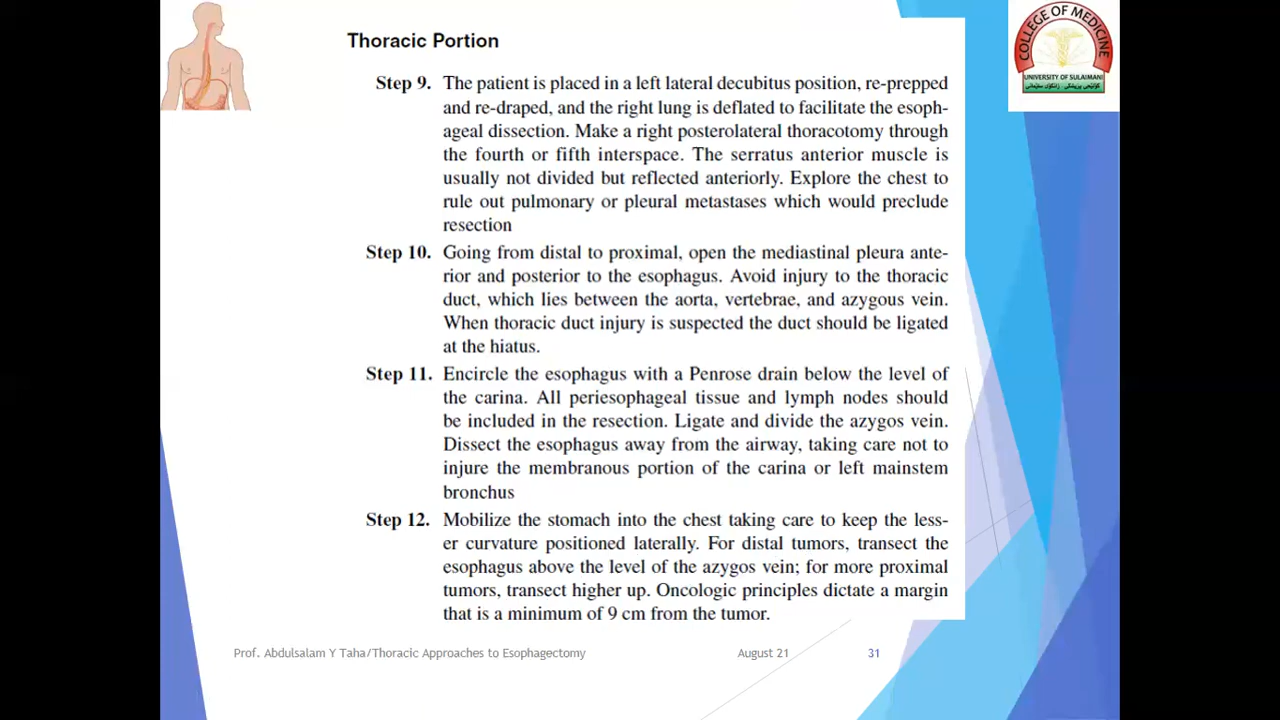 COLLEGE OF MEDICINE
UNIVERSITY OF SULAIMANI
Thoracic Portion
Step 9. The patient is placed in a left lateral decubitus position, re-prepped
and re-draped, and the right lung is deflated to facilitate the esoph-
ageal dissection. Make a right posterolateral thoracotomy through
the fourth or fifth interspace. The serratus anterior muscle is
usually not divided but reflected anteriorly. Explore the chest to
rule out pulmonary or pleural metastases which would preclude
resection
Step 10. Going from distal to proximal, open the mediastinal pleura ante-
rior and posterior to the esophagus. Avoid injury to the thoracic
duct, which lies between the aorta, vertebrae, and azygous vein.
When thoracic duct injury is suspected the duct should be ligated
at the hiatus.
Step 11. Encircle the esophagus with a Penrose drain below the level of
the carina. All periesophageal tissue and lymph nodes should
be included in the resection. Ligate and divide the azygos vein.
Dissect the esophagus away from the airway, taking care not to
injure the membranous portion of the carina or left mainstem
bronchus
Step 12. Mobilize the stomach into the chest taking care to keep the less-
er curvature positioned laterally. For distal tumors, transect the
esophagus above the level of the azygos vein; for more proximal
tumors, transect higher up. Oncologic principles dictate a margin
that is a minimum of 9 cm from the tumor.
Prof. Abdulsalam Y Taha/Thoracic Approaches to Esophagectomy August 21 31